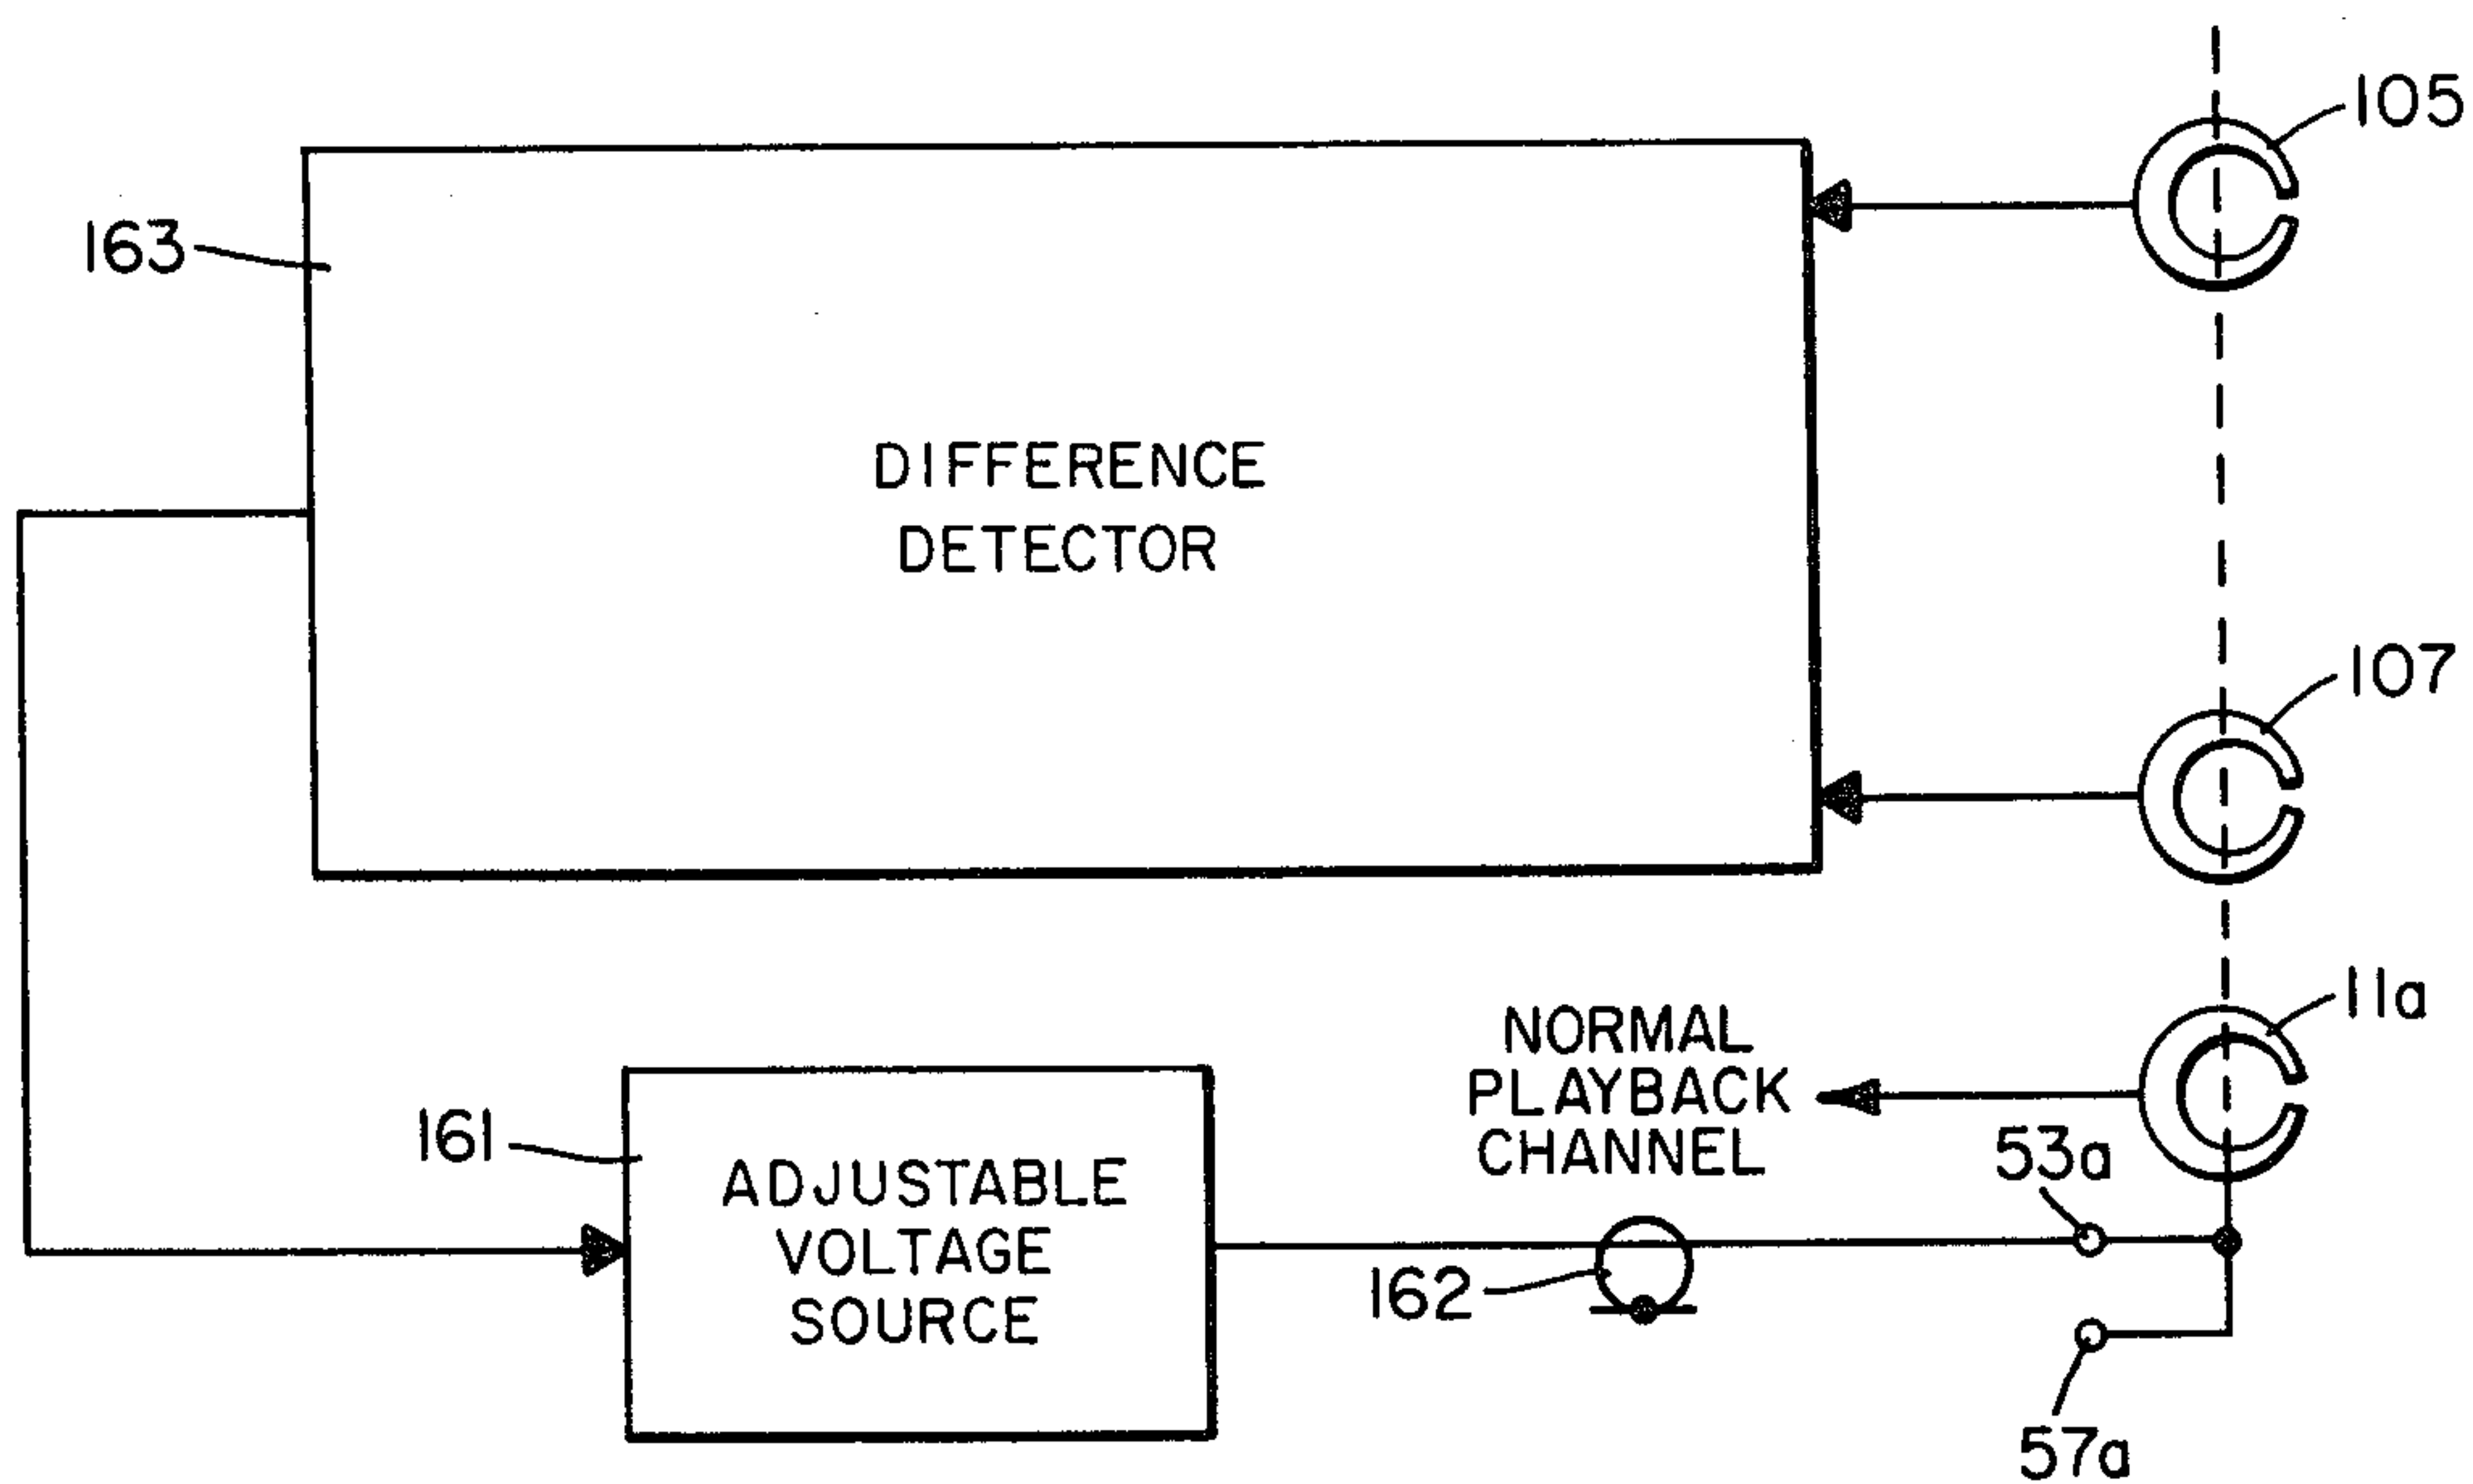 105
163
DIFFERENCE
DETECTOR
107
11a
NORMAL
PLAYBACK
CHANNEL
53a
161
ADJUSTABLE
VOLTAGE
SOURCE
162
57a